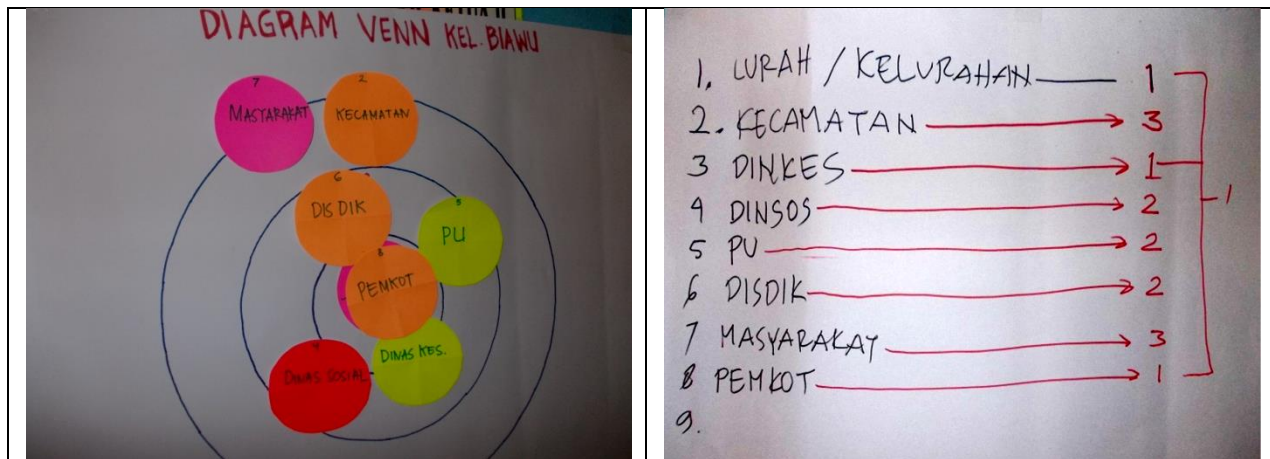 DIAGRAM VENN KEL. BIAWU
7
MASYARAKAT
2
KECAMATAN
6
DISDIK
5
PU
8
PEMKOT
DINAS KES.
DINAS SOSIAL
1. LURAH / KELURAHAN 1
2. KECAMATAN 3
3 DINKES 1
4 DINSOS 2
5 PU 2
6 DISDIK 2
7 MASYARAKAT 3
8 PEMKOT 1
9.
1